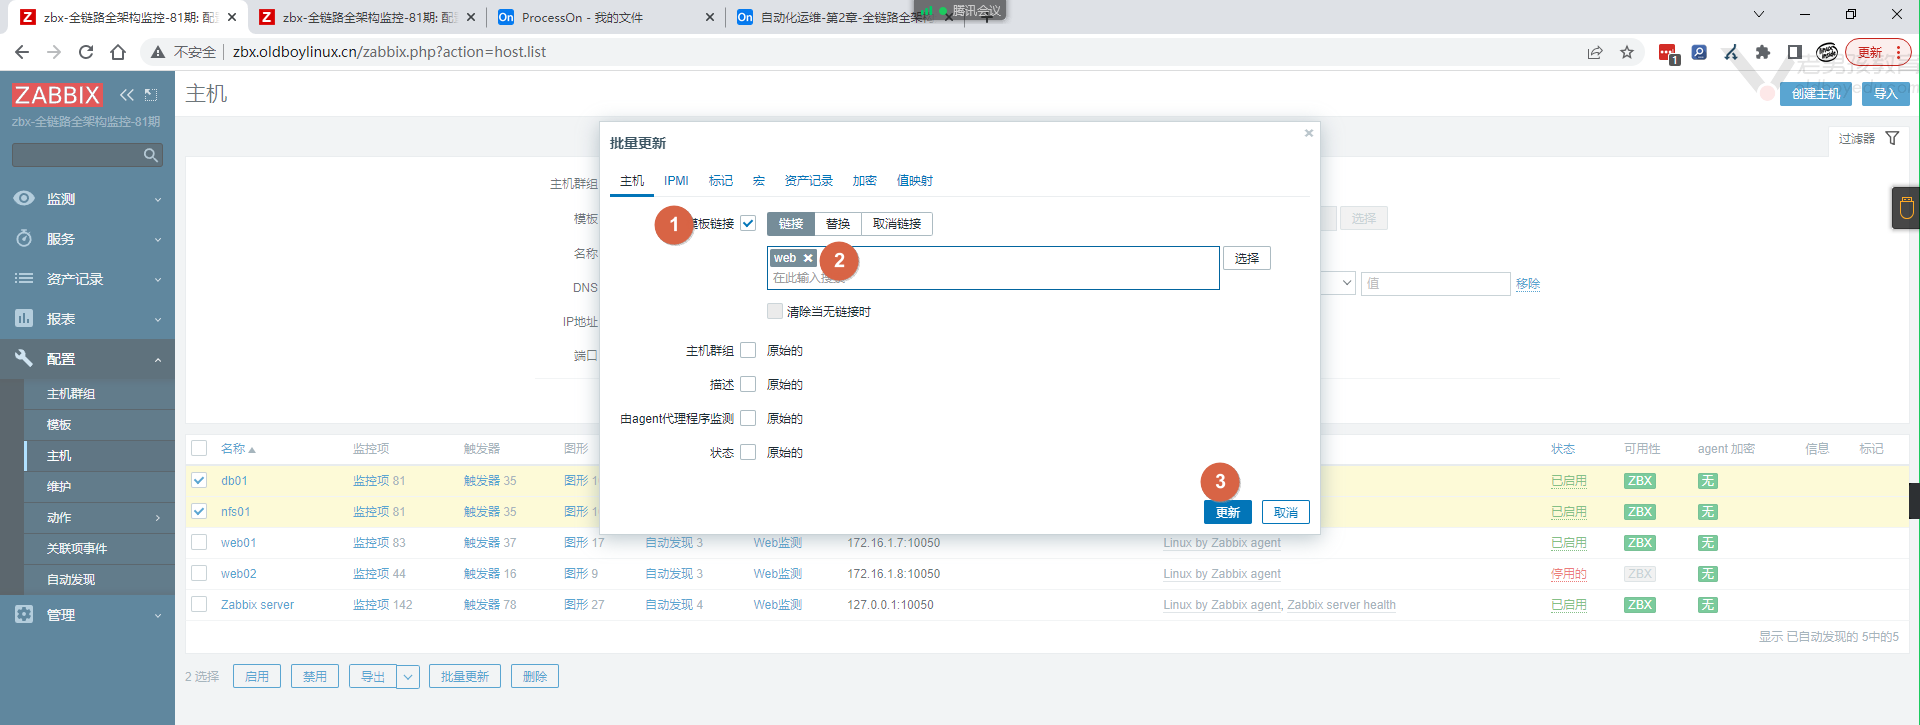 zbx-全链路全架构监控-81期: 配
zbx-全链路全架构监控-81期: 配
ProcessOn - 我的文件
自动化运维-第2章-全链路全架
腾讯会议
不安全
zbx.oldboylinux.cn/zabbix.php?action=host.list
更新
ZABBIX
zbx-全链路全架构监控-81期
监测
服务
资产记录
报表
配置
主机群组
模板
主机
维护
动作
关联项事件
自动发现
管理
主机
老男孩教育
创建主机
导入
过滤器
主机群组
模板
选择
名称
DNS
值
移除
IP地址
端口
批量更新
主机
IPMI
标记
宏
资产记录
加密
值映射
1
模板链接
链接
替换
取消链接
web
2
选择
在此输入搜索
清除当无链接时
主机群组
原始的
描述
原始的
由agent代理程序监测
原始的
状态
原始的
3
更新
取消
名称 监控项 触发器 图形 状态 可用性 agent 加密 信息 标记
db01 监控项 81 触发器 35 图形 1 已启用 ZBX 无
nfs01 监控项 81 触发器 35 图形 1 已启用 ZBX 无
web01 监控项 83 触发器 37 图形 17 自动发现 3 Web监测 172.16.1.7:10050 Linux by Zabbix agent 已启用 ZBX 无
web02 监控项 44 触发器 16 图形 9 自动发现 3 Web监测 172.16.1.8:10050 Linux by Zabbix agent 停用的 ZBX 无
Zabbix server 监控项 142 触发器 78 图形 27 自动发现 4 Web监测 127.0.0.1:10050 Linux by Zabbix agent, Zabbix server health 已启用 ZBX 无
显示 已自动发现的 5中的5
2 选择
启用
禁用
导出
批量更新
删除